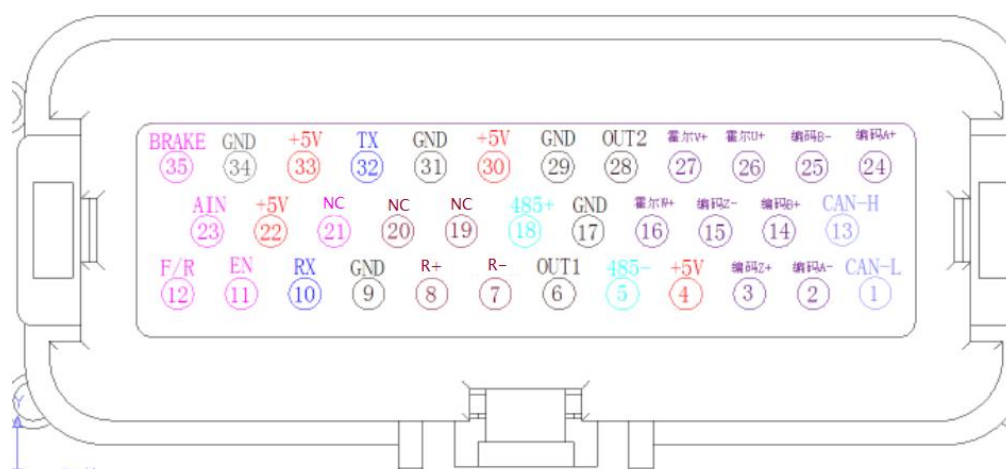 BRAKE GND +5V TX GND +5V GND OUT2 霍尔V+ 霍尔U+ 编码B- 编码A+
35 34 33 32 31 30 29 28 27 26 25 24
AIN +5V NC NC NC 485+ GND 霍尔W+ 编码Z- 编码B+ CAN-H
23 22 21 20 19 18 17 16 15 14 13
F/R EN RX GND R+ R- OUT1 485- +5V 编码Z+ 编码A- CAN-L
12 11 10 9 8 7 6 5 4 3 2 1
Y